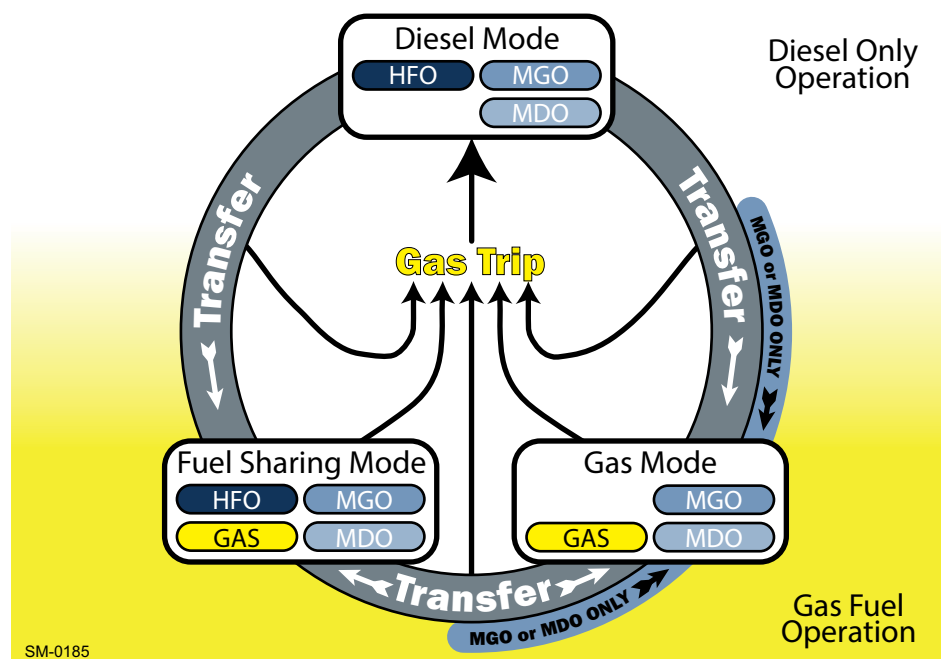 Diesel Mode
HFO
MGO
MDO
Diesel Only
Operation
Transfer
Transfer
MGO or MDO ONLY
Gas Trip
Fuel Sharing Mode
HFO
MGO
GAS
MDO
Gas Mode
MGO
GAS
MDO
Transfer
MGO or MDO ONLY
Gas Fuel
Operation
SM-0185